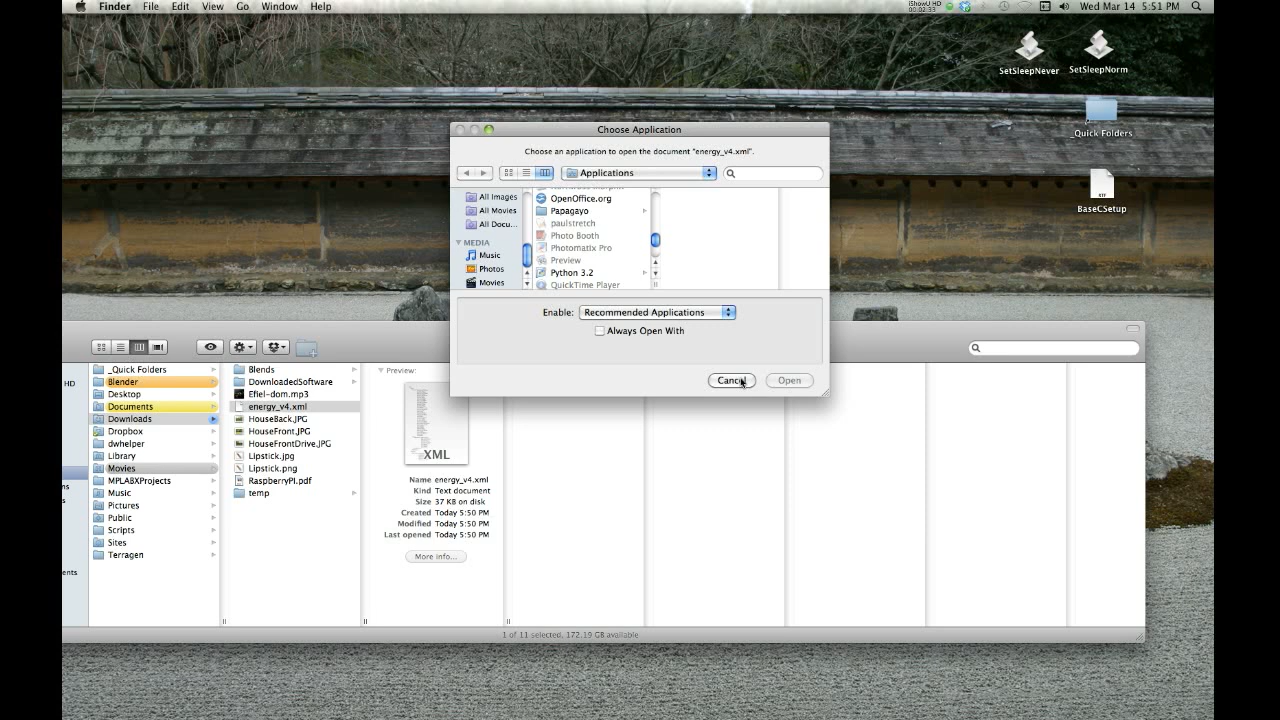 Finder File Edit View Go Window Help
iShowU HD
00:02:33
Wed Mar 14 5:51 PM
SetSleepNever
SetSleepNorm
_Quick Folders
BaseCSetup
Choose Application
Choose an application to open the document "energy_v4.xml".
Applications
All Images
All Movies
All Docu...
MEDIA
Music
Photos
Movies
OpenOffice.org
Papagayo
paulstretch
Photo Booth
Photomatix Pro
Preview
Python 3.2
QuickTime Player
Enable: Recommended Applications
Always Open With
Cancel
Open
HD
ents
_Quick Folders
Blender
Desktop
Documents
Downloads
Dropbox
dwhelper
Library
Movies
MPLABXProjects
Music
Pictures
Public
Scripts
Sites
Terragen
Blends
DownloadedSoftware
Efiel-dom.mp3
energy_v4.xml
HouseBack.JPG
HouseFront.JPG
HouseFrontDrive.JPG
Lipstick.jpg
Lipstick.png
RaspberryPI.pdf
temp
Preview:
XML
Name energy_v4.xml
Kind Text document
Size 37 KB on disk
Created Today 5:50 PM
Modified Today 5:50 PM
Last opened Today 5:50 PM
More info...
1 of 11 selected, 172.19 GB available